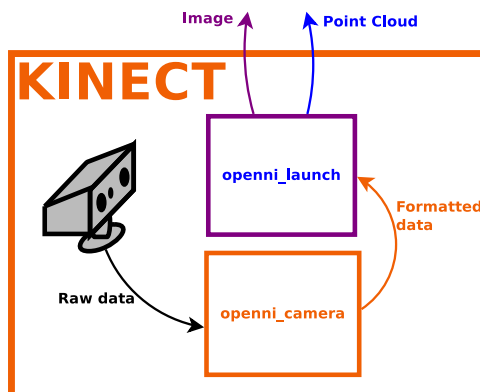 Image
Point Cloud
KINECT
openni_launch
Formatted
data
Raw data
openni_camera